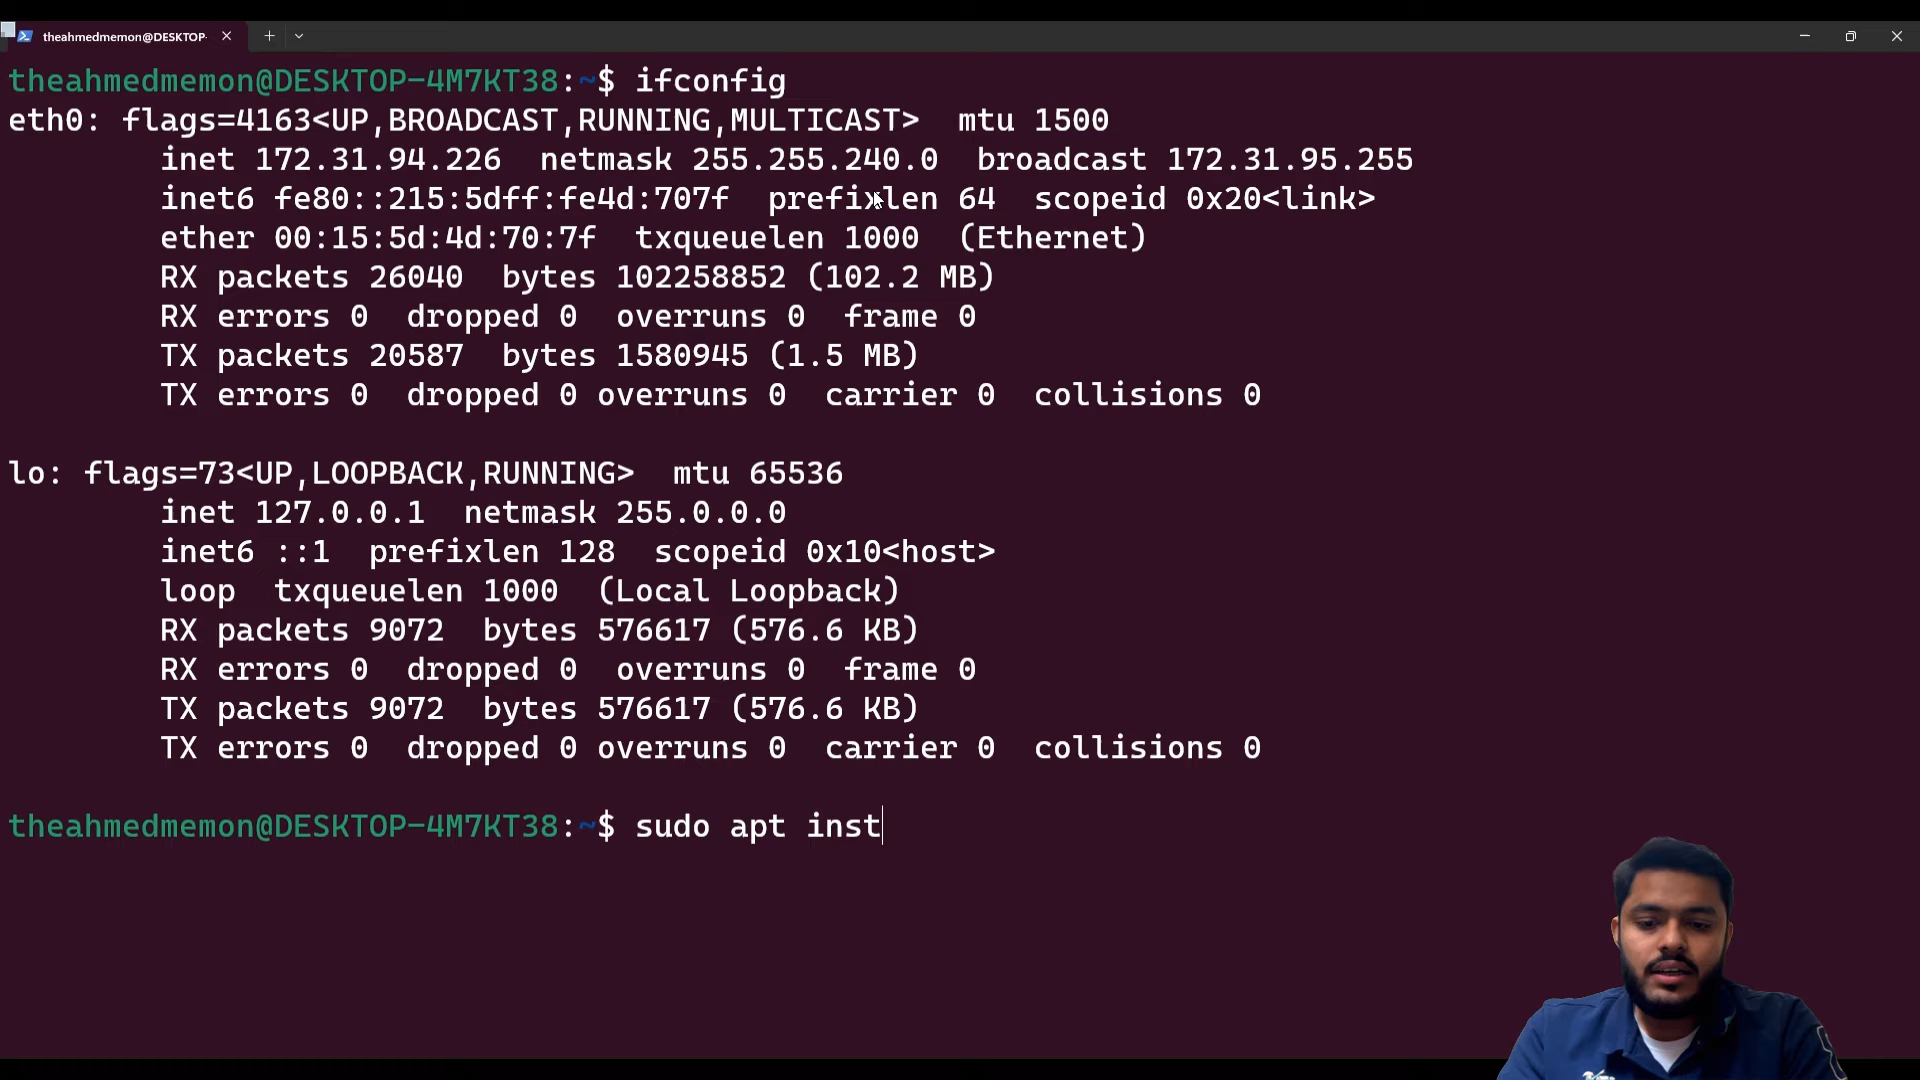 theahmedmemon@DESKTOP-
theahmedmemon@DESKTOP-4M7KT38:~$ ifconfig
eth0: flags=4163<UP,BROADCAST,RUNNING,MULTICAST>  mtu 1500
        inet 172.31.94.226  netmask 255.255.240.0  broadcast 172.31.95.255
        inet6 fe80::215:5dff:fe4d:707f  prefixlen 64  scopeid 0x20<link>
        ether 00:15:5d:4d:70:7f  txqueuelen 1000  (Ethernet)
        RX packets 26040  bytes 102258852 (102.2 MB)
        RX errors 0  dropped 0  overruns 0  frame 0
        TX packets 20587  bytes 1580945 (1.5 MB)
        TX errors 0  dropped 0 overruns 0  carrier 0  collisions 0
lo: flags=73<UP,LOOPBACK,RUNNING>  mtu 65536
        inet 127.0.0.1  netmask 255.0.0.0
        inet6 ::1  prefixlen 128  scopeid 0x10<host>
        loop  txqueuelen 1000  (Local Loopback)
        RX packets 9072  bytes 576617 (576.6 KB)
        RX errors 0  dropped 0  overruns 0  frame 0
        TX packets 9072  bytes 576617 (576.6 KB)
        TX errors 0  dropped 0 overruns 0  carrier 0  collisions 0
theahmedmemon@DESKTOP-4M7KT38:~$ sudo apt inst